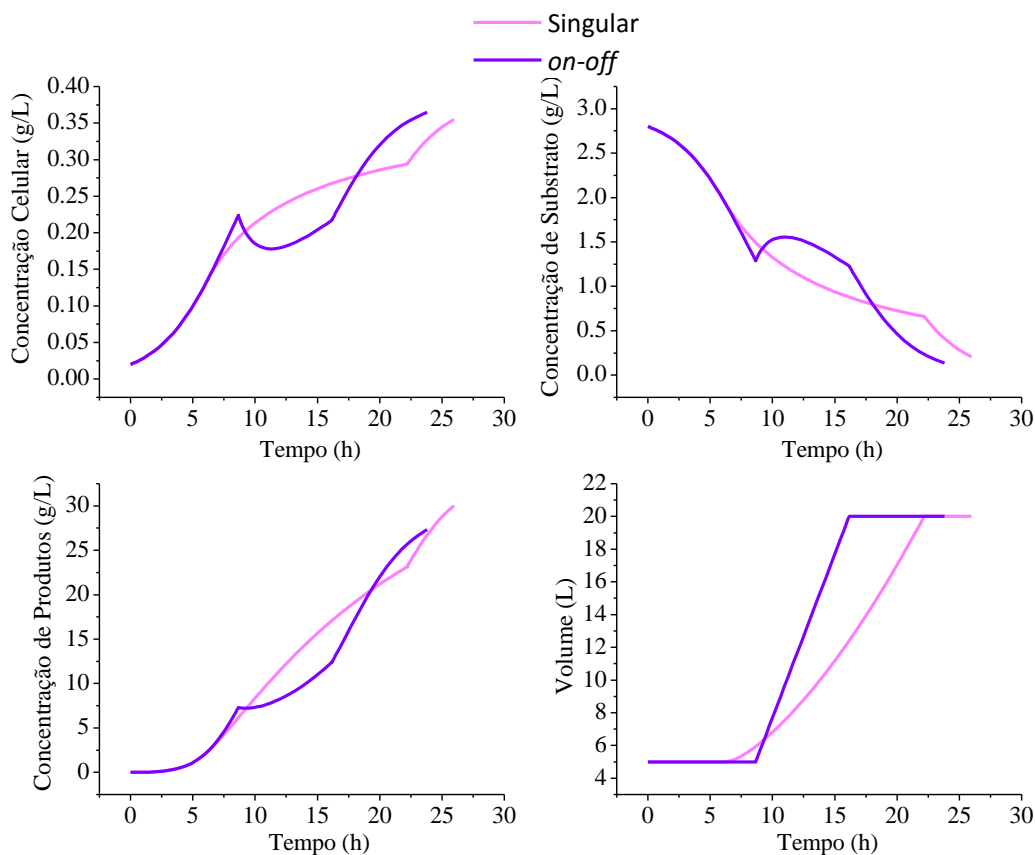 Singular
on-off
Concentração Celular (g/L)
0.40
0.35
0.30
0.25
0.20
0.15
0.10
0.05
0.00
0 5 10 15 20 25 30
Tempo (h)
Concentração de Substrato (g/L)
3.0
2.5
2.0
1.5
1.0
0.5
0.0
0 5 10 15 20 25 30
Tempo (h)
Concentração de Produtos (g/L)
30
25
20
15
10
5
0
0 5 10 15 20 25 30
Tempo (h)
Volume (L)
22
20
18
16
14
12
10
8
6
4
0 5 10 15 20 25 30
Tempo (h)